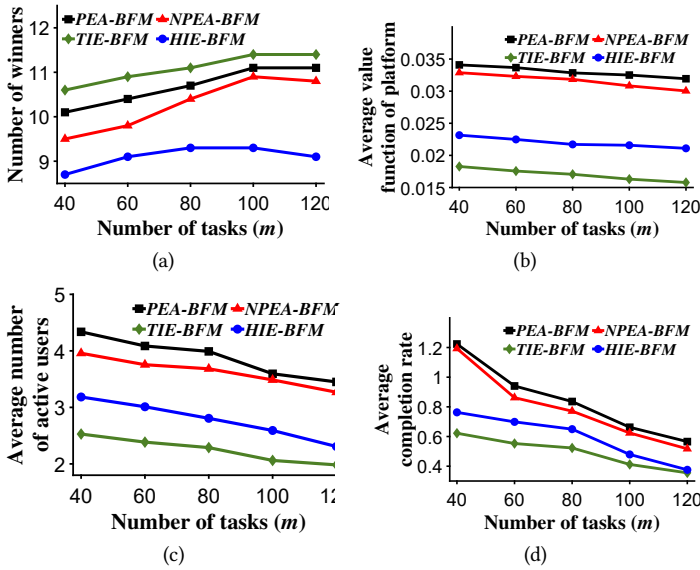 PEA-BFM NPEA-BFM
TIE-BFM HIE-BFM
Number of winners
12
11
10
9
40 60 80 100 120
Number of tasks (m)
(a)
PEA-BFM NPEA-BFM
TIE-BFM HIE-BFM
Average value
function of platform
0.035
0.03
0.025
0.02
0.015
40 60 80 100 120
Number of tasks (m)
(b)
PEA-BFM NPEA-BFM
TIE-BFM HIE-BFM
Average number
of active users
5
4
3
2
40 60 80 100 120
Number of tasks (m)
(c)
PEA-BFM NPEA-BFM
TIE-BFM HIE-BFM
Average
completion rate
1.2
1
0.8
0.6
0.4
40 60 80 100 120
Number of tasks (m)
(d)